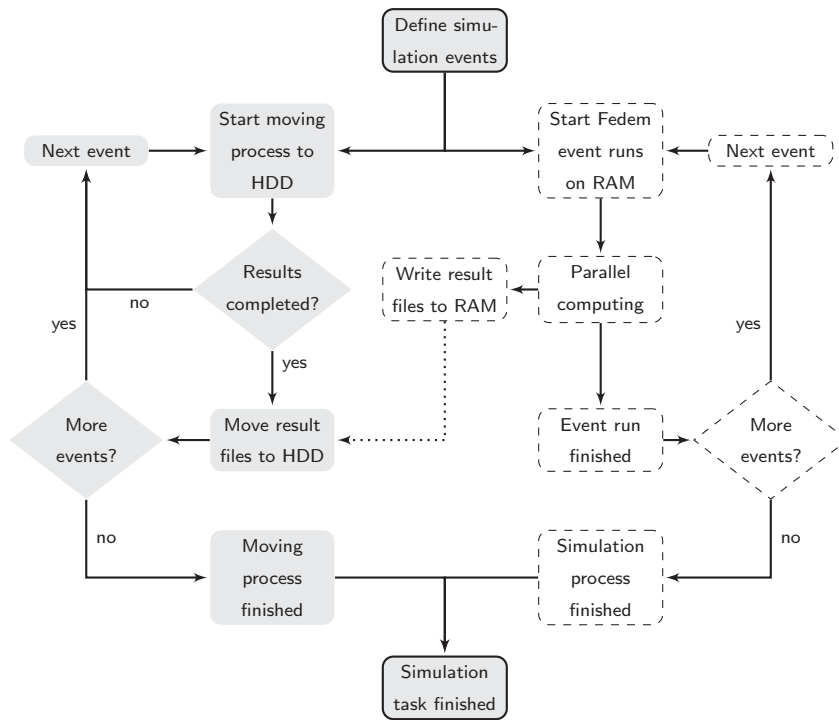 Define simu-
lation events
Start moving
process to
HDD
Next event
Start Fedem
event runs
on RAM
Next event
Results
completed?
no
yes
Write result
files to RAM
Parallel
computing
yes
yes
More
events?
Move result
files to HDD
Event run
finished
More
events?
no
no
Moving
process
finished
Simulation
process
finished
Simulation
task finished